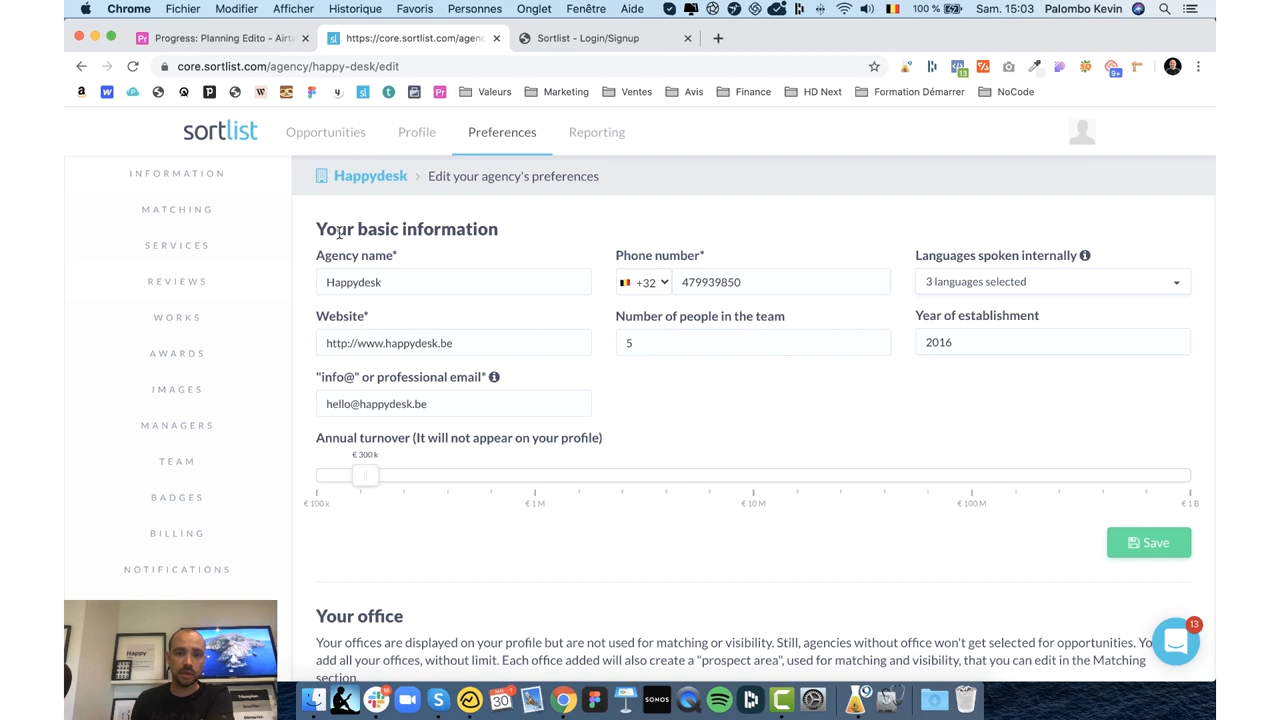 Chrome Fichier Modifier Afficher Historique Favoris Personnes Onglet Fenêtre Aide 100 % Sam. 15:03 Palombo Kevin
Pr Progress: Planning Edito - Airta
sl https://core.sortlist.com/agenc
Sortlist - Login/Signup
core.sortlist.com/agency/happy-desk/edit
13
9+
Valeurs Marketing Ventes Avis Finance HD Next Formation Démarrer NoCode
sortlist Opportunities Profile Preferences Reporting
INFORMATION
MATCHING
SERVICES
REVIEWS
WORKS
AWARDS
IMAGES
MANAGERS
TEAM
BADGES
BILLING
NOTIFICATIONS
Happydesk > Edit your agency's preferences
Your basic information
Agency name* Phone number* Languages spoken internally
Happydesk +32 479939850 3 languages selected
Website* Number of people in the team Year of establishment
http://www.happydesk.be 5 2016
"info@" or professional email*
hello@happydesk.be
Annual turnover (It will not appear on your profile)
€ 300 k
€ 100 k € 1 M € 10 M € 100 M € 1 B
Save
Your office
Your offices are displayed on your profile but are not used for matching or visibility. Still, agencies without office won't get selected for opportunities. Yo
add all your offices, without limit. Each office added will also create a "prospect area", used for matching and visibility, that you can edit in the Matching
section.
13
Happy
30
SONOS